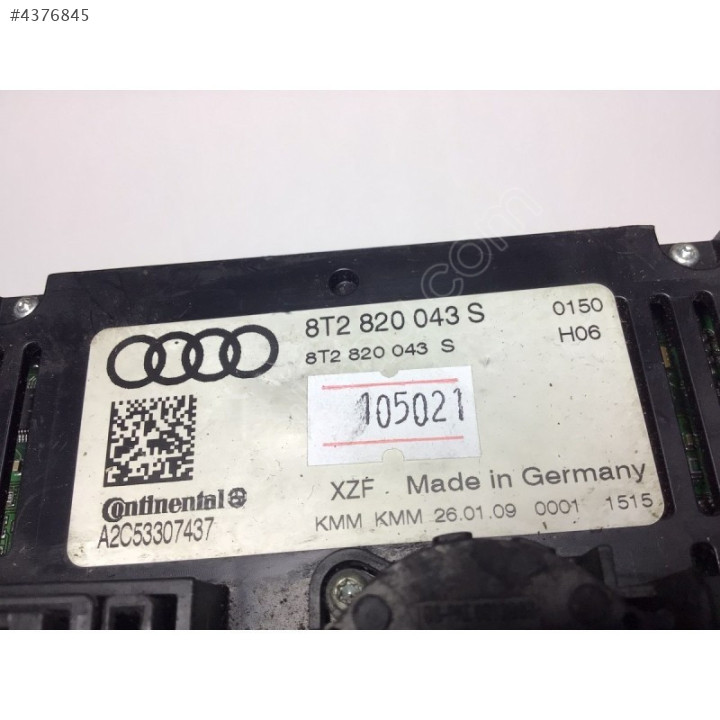 #4376845
8T2 820 043 S 0150
8T2 820 043 S H06
105021
Continental
XZF Made in Germany
A2C53307437
KMM KMM 26.01.09 0001 1515
.com